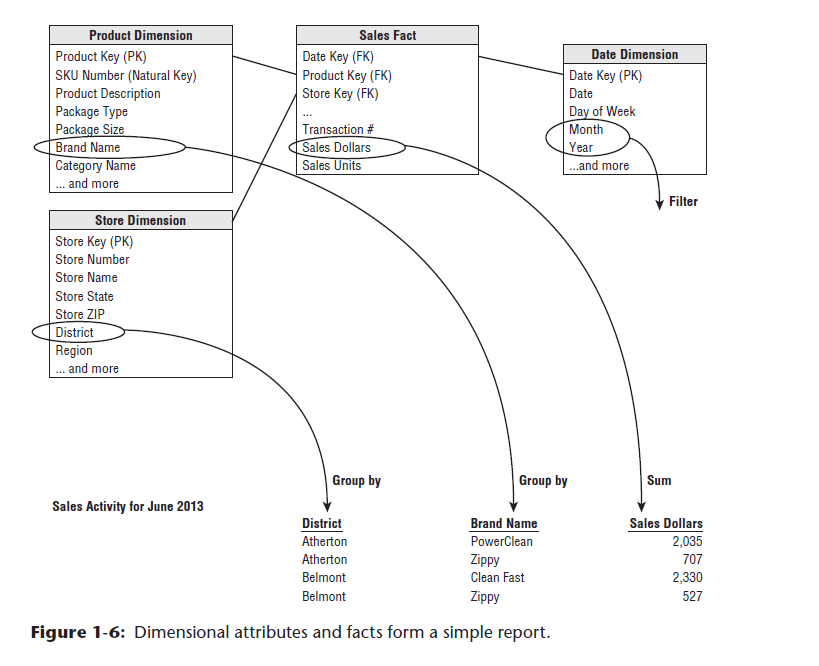 Product Dimension
Product Key (PK)
SKU Number (Natural Key)
Product Description
Package Type
Package Size
Brand Name
Category Name
... and more
Sales Fact
Date Key (FK)
Product Key (FK)
Store Key (FK)
...
Transaction #
Sales Dollars
Sales Units
Date Dimension
Date Key (PK)
Date
Day of Week
Month
Year
...and more
Filter
Store Dimension
Store Key (PK)
Store Number
Store Name
Store State
Store ZIP
District
Region
... and more
Group by
Group by
Sum
Sales Activity for June 2013
District Brand Name Sales Dollars
Atherton PowerClean 2,035
Atherton Zippy 707
Belmont Clean Fast 2,330
Belmont Zippy 527
Figure 1-6: Dimensional attributes and facts form a simple report.